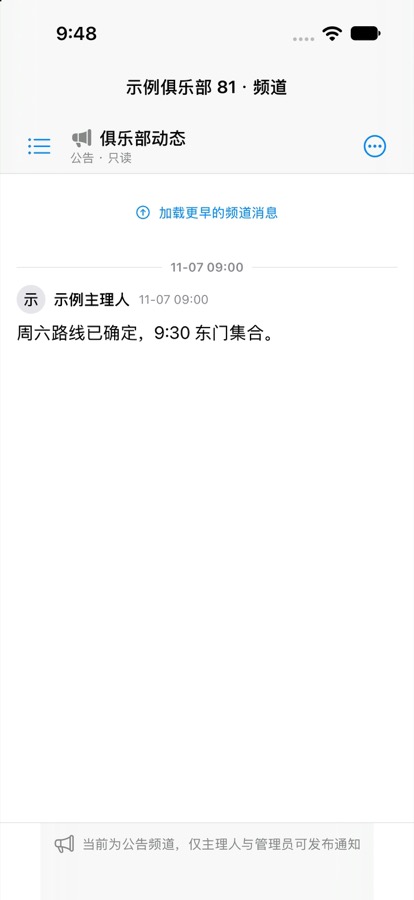 9:48
示例俱乐部 81 · 频道
俱乐部动态
公告 · 只读
加载更早的频道消息
11-07 09:00
示 示例主理人 11-07 09:00
周六路线已确定，9:30 东门集合。
当前为公告频道，仅主理人与管理员可发布通知